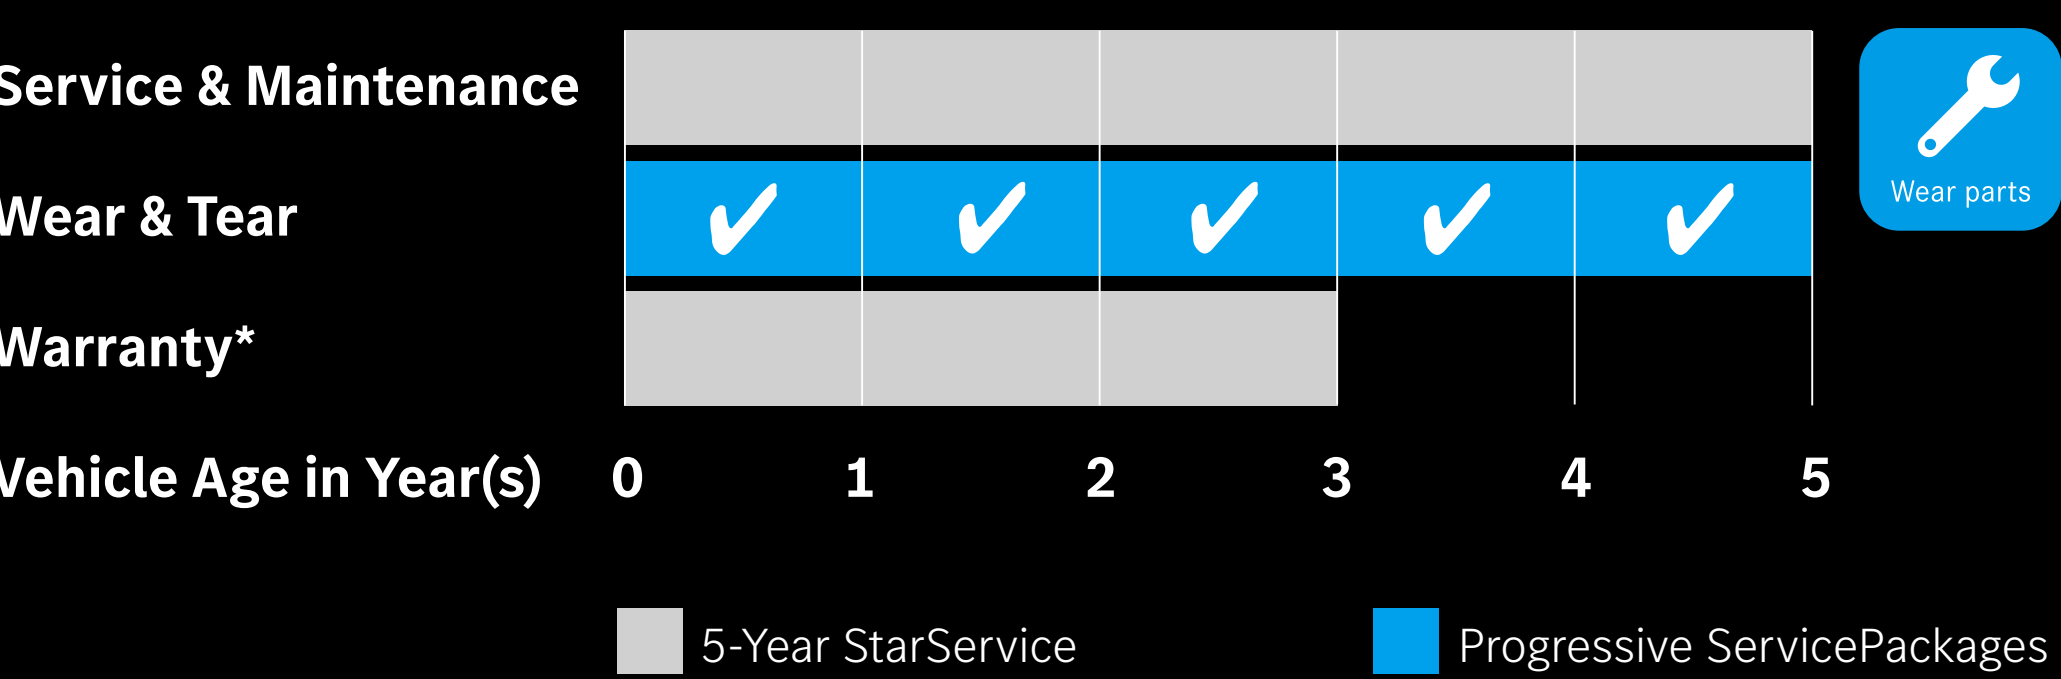 Service & Maintenance
Wear parts
Wear & Tear
Warranty*
Vehicle Age in Year(s) 0 1 2 3 4 5
5-Year StarService Progressive ServicePackages